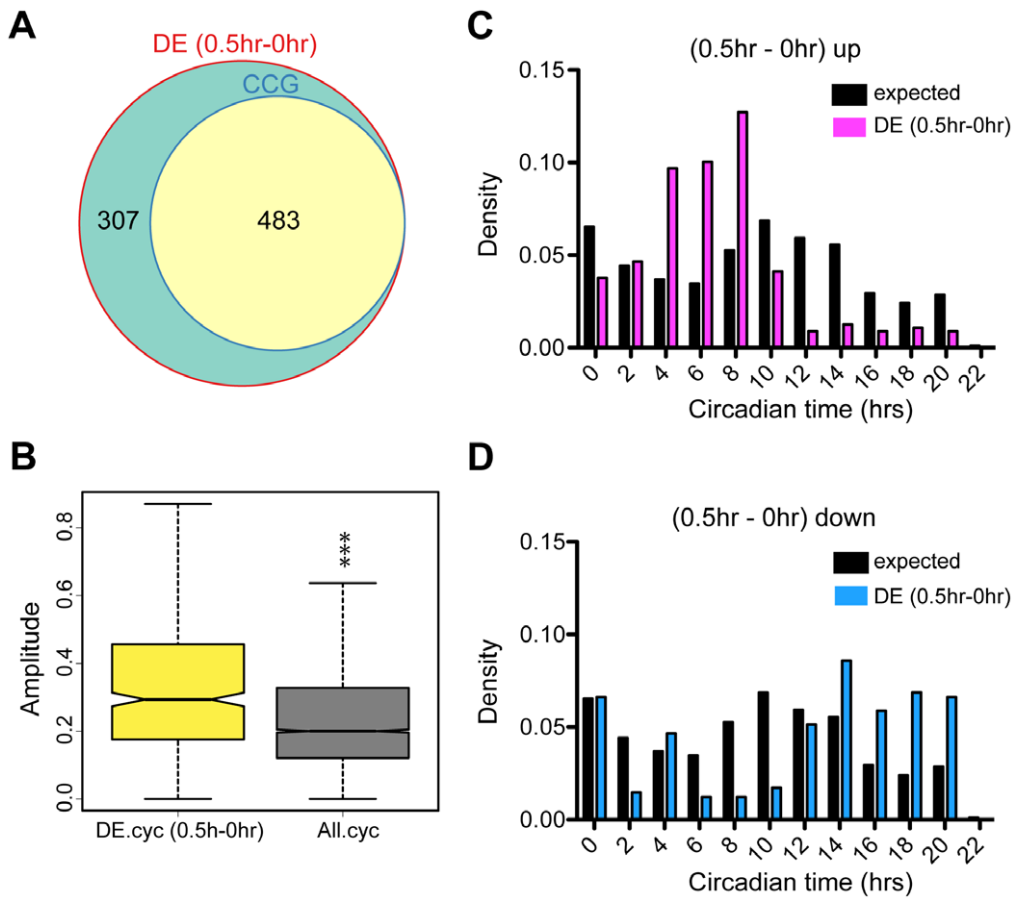 A
DE (0.5hr-0hr)
CCG
307
483
B
Amplitude
0.8
0.6
0.4
0.2
0.0
***
DE.cyc (0.5h-0hr)
All.cyc
C
(0.5hr - 0hr) up
expected
DE (0.5hr-0hr)
Density
0.15
0.10
0.05
0.00
0 2 4 6 8 10 12 14 16 18 20 22
Circadian time (hrs)
D
(0.5hr - 0hr) down
expected
DE (0.5hr-0hr)
Density
0.15
0.10
0.05
0.00
0 2 4 6 8 10 12 14 16 18 20 22
Circadian time (hrs)